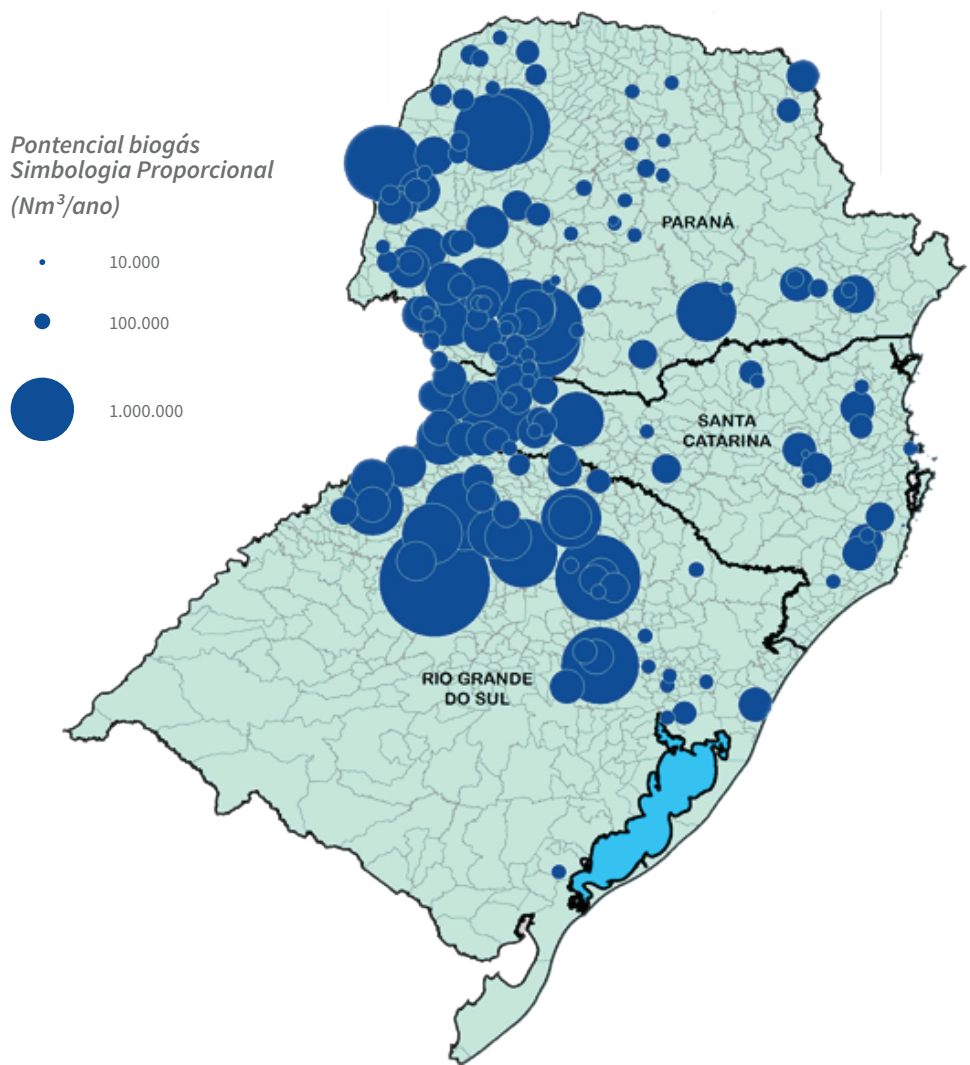 Pontencial biogás
Simbologia Proporcional
(Nm³/ano)
10.000
100.000
1.000.000
PARANÁ
SANTA
CATARINA
RIO GRANDE
DO SUL